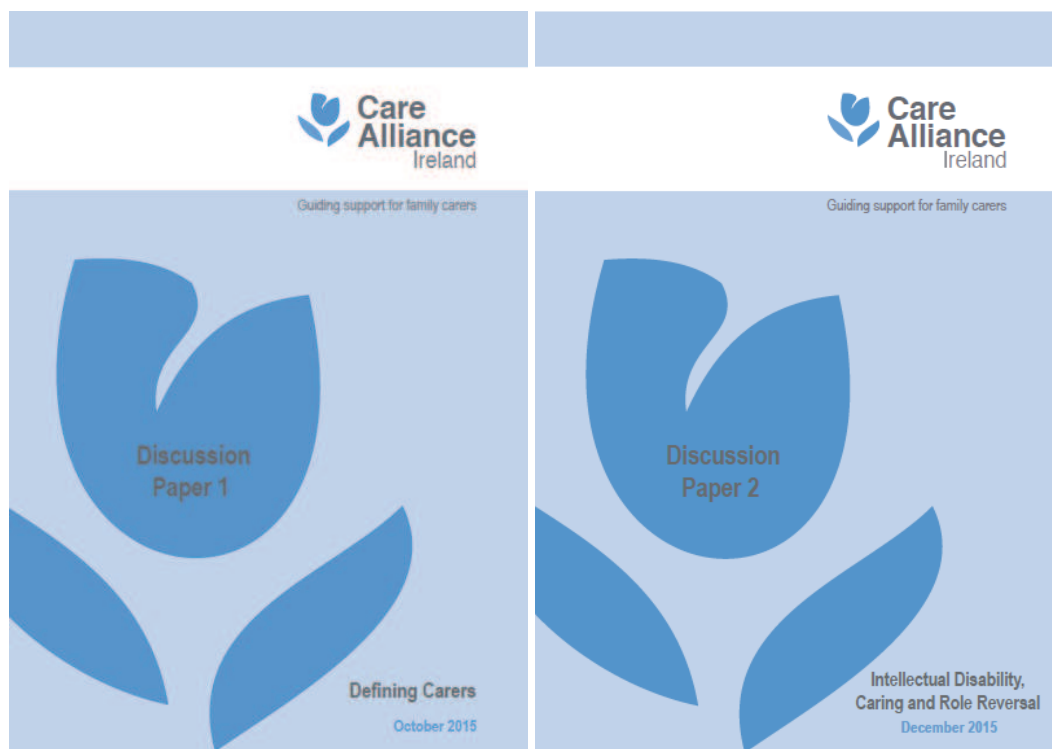 Care
Alliance
Ireland
Guiding support for family carers
Discussion
Paper 1
Defining Carers
October 2015
Care
Alliance
Ireland
Guiding support for family carers
Discussion
Paper 2
Intellectual Disability,
Caring and Role Reversal
December 2015